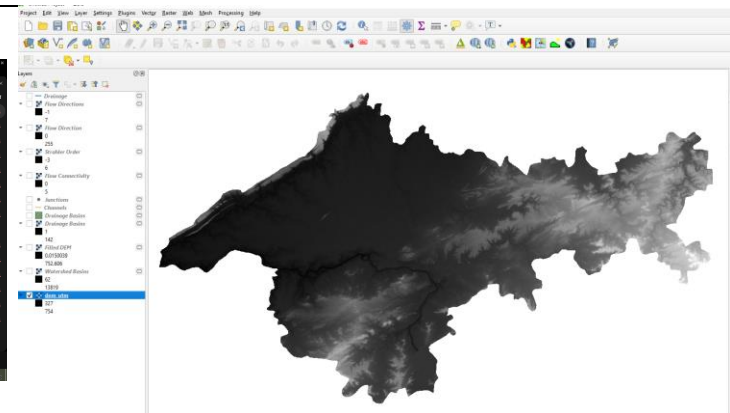 Project Edit View Layer Settings Plugins Vector Raster Web Mesh Processing Help
Layers
Drainage
Flow Directions
-1
7
Flow Direction
0
255
Strahler Order
-3
6
Flow Connectivity
0
5
Junctions
Channels
Drainage Basins
Drainage Basins
1
142
Filled DEM
0.0150039
752.606
Watershed Basins
62
13810
dem_utm
327
754